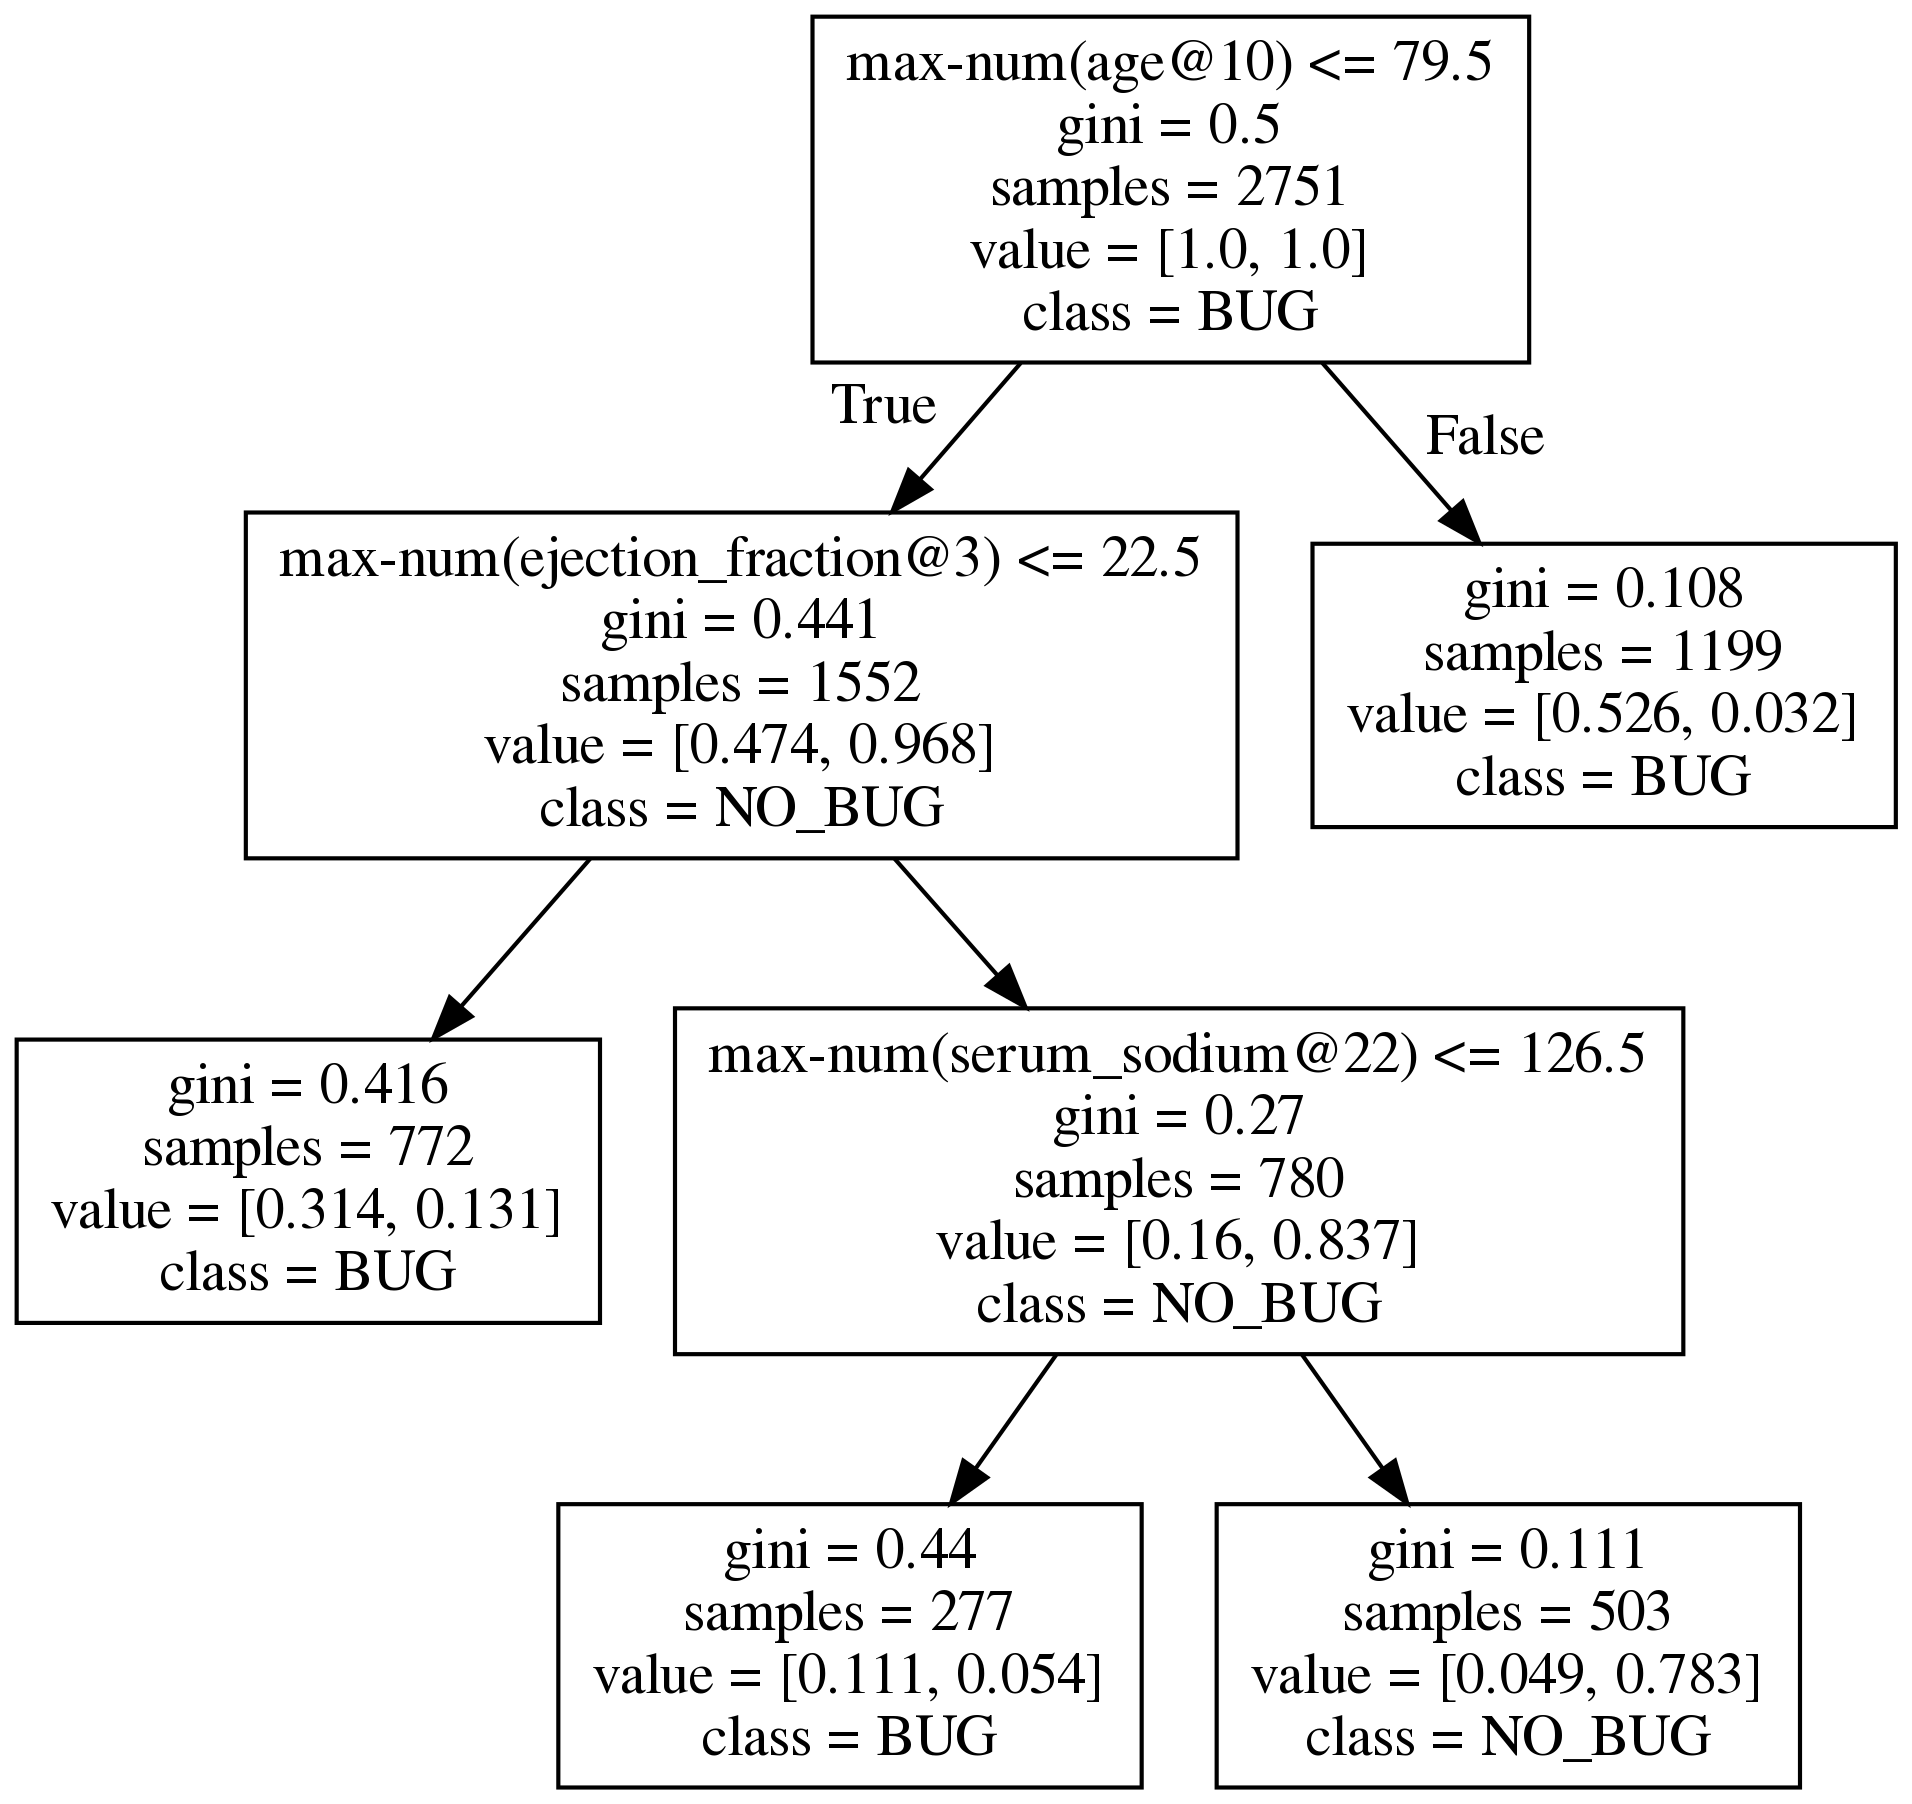 max-num(age@10) <= 79.5
gini = 0.5
samples = 2751
value = [1.0, 1.0]
class = BUG
True
False
max-num(ejection_fraction@3) <= 22.5
gini = 0.441
samples = 1552
value = [0.474, 0.968]
class = NO_BUG
gini = 0.108
samples = 1199
value = [0.526, 0.032]
class = BUG
gini = 0.416
samples = 772
value = [0.314, 0.131]
class = BUG
max-num(serum_sodium@22) <= 126.5
gini = 0.27
samples = 780
value = [0.16, 0.837]
class = NO_BUG
gini = 0.44
samples = 277
value = [0.111, 0.054]
class = BUG
gini = 0.111
samples = 503
value = [0.049, 0.783]
class = NO_BUG